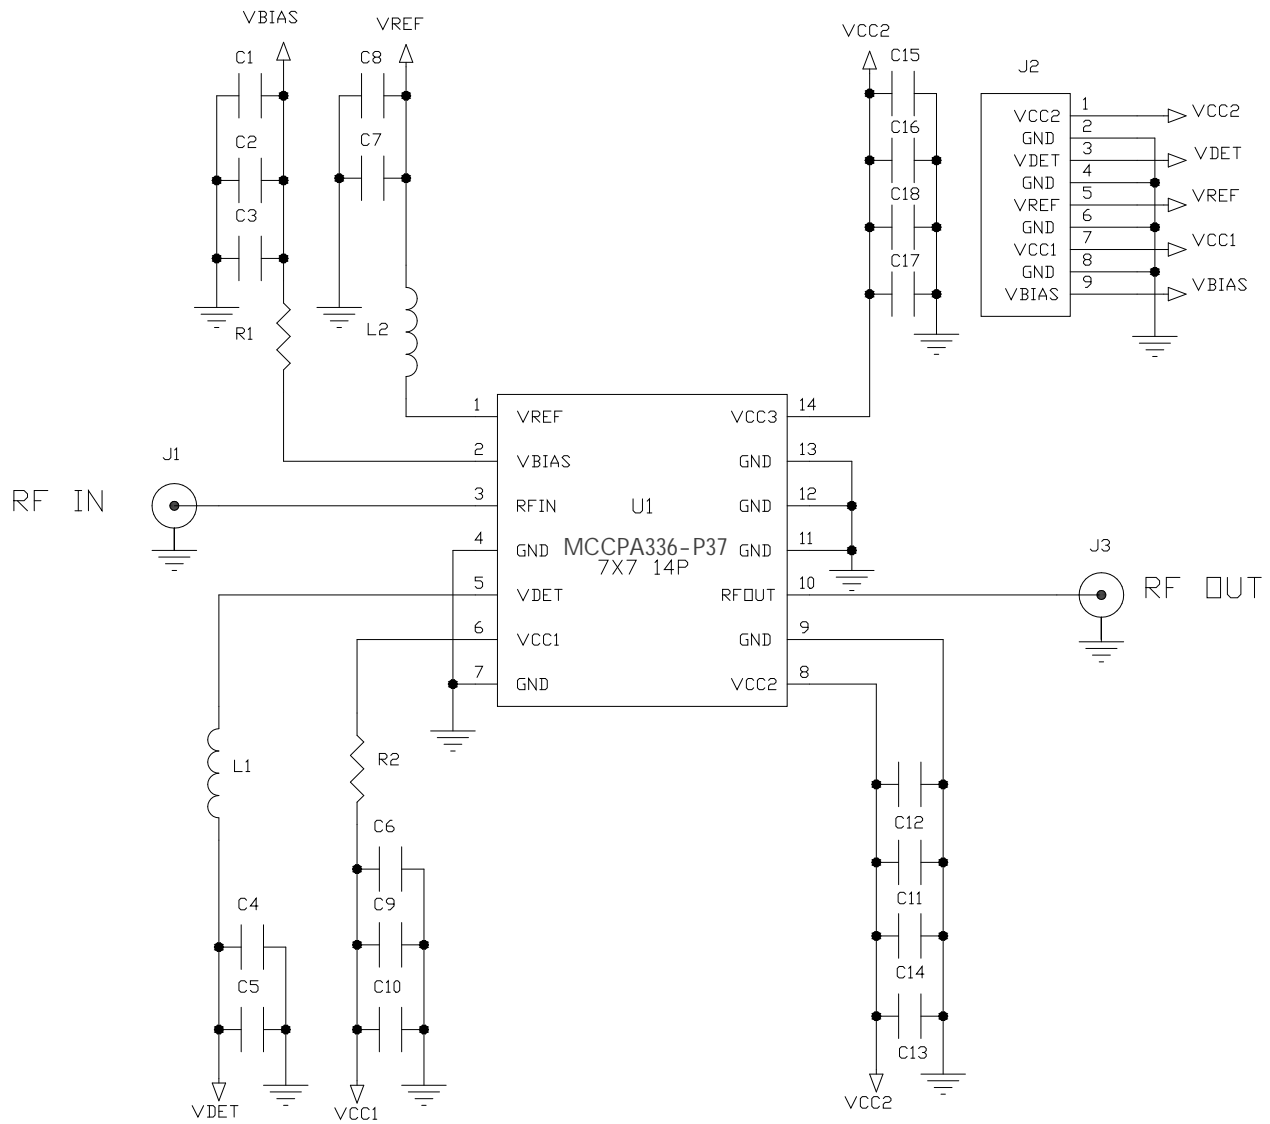 VBIAS
VREF
VCC2
C1
C8
C15
J2
C2
C7
C16
C3
C18
C17
R1
L2
VCC2 1 VCC2
GND 2
VDET 3 VDET
GND 4
VREF 5 VREF
GND 6
VCC1 7 VCC1
GND 8
VBIAS 9 VBIAS
1 VREF
VCC3 14
2 VBIAS
GND 13
J1
RF IN
3 RFIN
U1
GND 12
4 GND
MCCPA336-P37
GND 11
7X7 14P
J3
5 VDET
RFOUT 10
RF OUT
6 VCC1
GND 9
7 GND
VCC2 8
L1
R2
C6
C12
C4
C9
C11
C5
C10
C14
C13
VDET
VCC1
VCC2